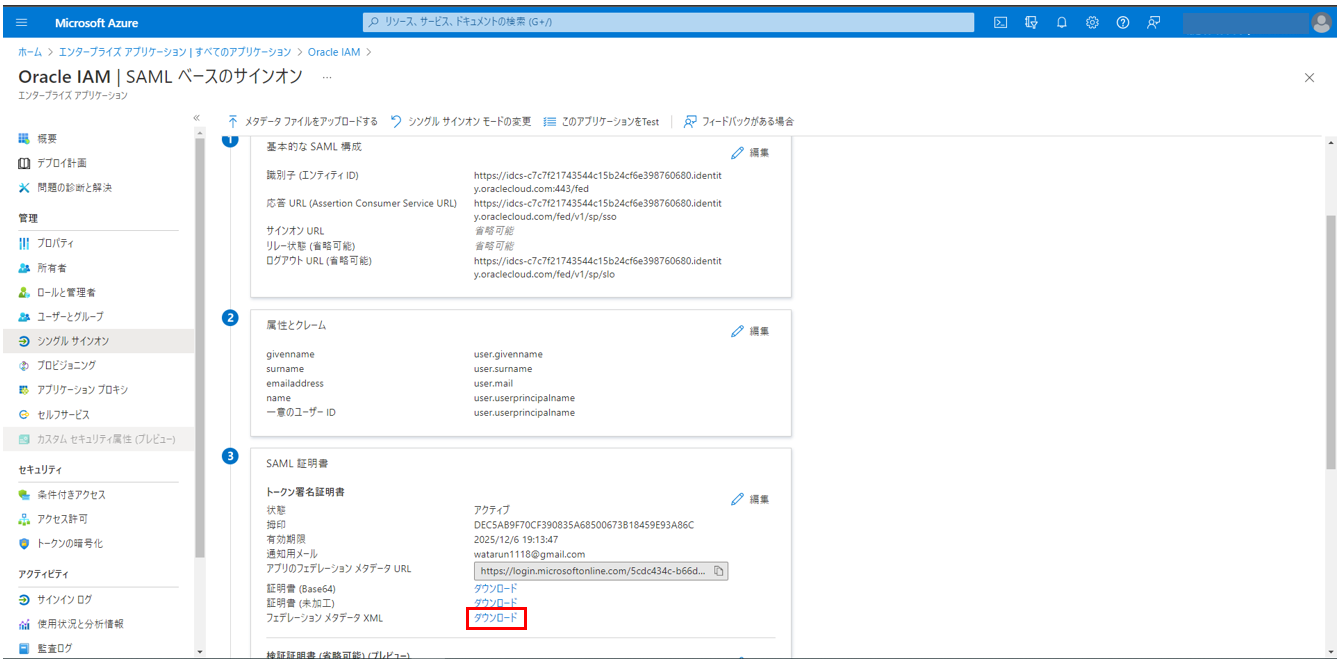 Microsoft Azure
リソース、サービス、ドキュメントの検索 (G+/)
ホーム > エンタープライズ アプリケーション | すべてのアプリケーション > Oracle IAM >
Oracle IAM | SAML ベースのサインオン ...
エンタープライズ アプリケーション
メタデータ ファイルをアップロードする シングル サインオン モードの変更 このアプリケーションをTest フィードバックがある場合
概要
デプロイ計画
問題の診断と解決
管理
プロパティ
所有者
ロールと管理者
ユーザーとグループ
シングル サインオン
プロビジョニング
アプリケーション プロキシ
セルフサービス
カスタム セキュリティ属性 (プレビュー)
セキュリティ
条件付きアクセス
アクセス許可
トークンの暗号化
アクティビティ
サインイン ログ
使用状況と分析情報
監査ログ
1
基本的な SAML 構成
編集
識別子 (エンティティ ID) https://idcs-c7c7f21743544c15b24cf6e398760680.identit
y.oraclecloud.com:443/fed
応答 URL (Assertion Consumer Service URL) https://idcs-c7c7f21743544c15b24cf6e398760680.identit
y.oraclecloud.com/fed/v1/sp/sso
サインオン URL 省略可能
リレー状態 (省略可能) 省略可能
ログアウト URL (省略可能) https://idcs-c7c7f21743544c15b24cf6e398760680.identit
y.oraclecloud.com/fed/v1/sp/slo
2
属性とクレーム
編集
givenname user.givenname
surname user.surname
emailaddress user.mail
name user.userprincipalname
一意のユーザー ID user.userprincipalname
3
SAML 証明書
トークン署名証明書
編集
状態 アクティブ
拇印 DEC5AB9F70CF390835A68500673B18459E93A86C
有効期限 2025/12/6 19:13:47
通知用メール watarun1118@gmail.com
アプリのフェデレーション メタデータ URL https://login.microsoftonline.com/5cdc434c-b66d...
証明書 (Base64) ダウンロード
証明書 (未加工) ダウンロード
フェデレーション メタデータ XML ダウンロード
検証証明書 (省略可能) (プレビュー)